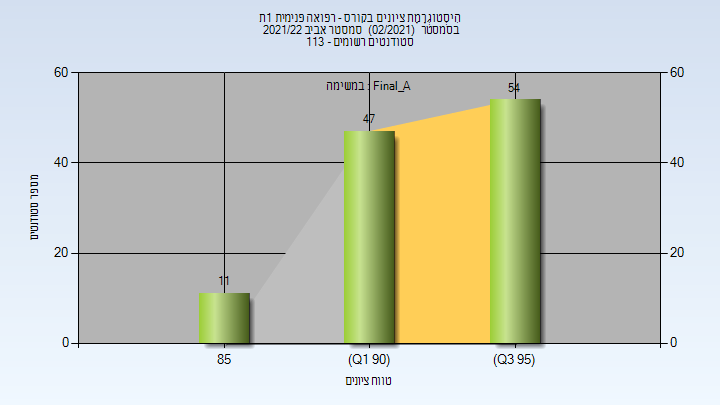 היסטוגרמת ציונים בקורס - רפואה פנימית 1ת
בסמסטר (02/2021) סמסטר אביב 2021/22
סטודנטים רשומים - 113
במשימה : Final_A
60
40
20
0
60
40
20
0
מספר סטודנטים
11
47
54
85
(Q1 90)
(Q3 95)
טווח ציונים